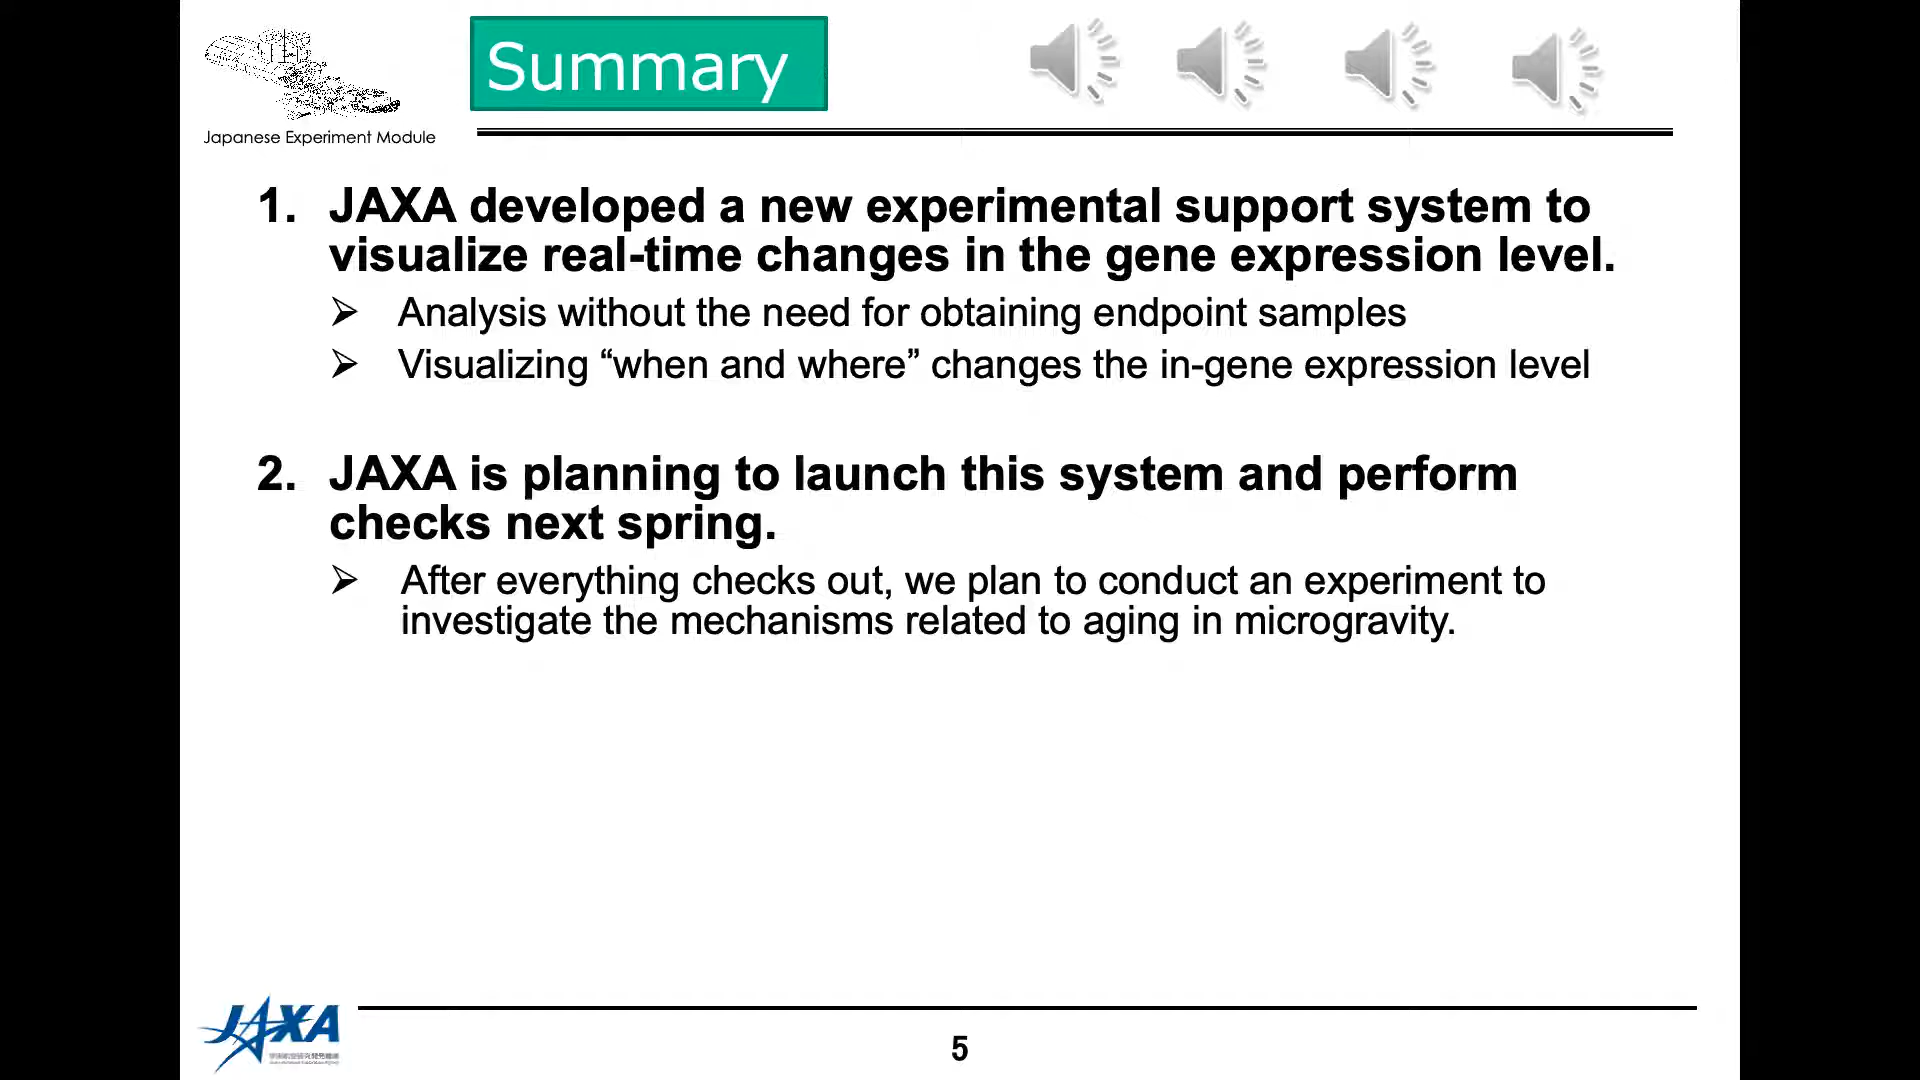 Summary
Japanese Experiment Module
1. JAXA developed a new experimental support system to
visualize real-time changes in the gene expression level.
➢ Analysis without the need for obtaining endpoint samples
➢ Visualizing “when and where” changes the in-gene expression level
2. JAXA is planning to launch this system and perform
checks next spring.
➢ After everything checks out, we plan to conduct an experiment to
investigate the mechanisms related to aging in microgravity.
JAXA
5